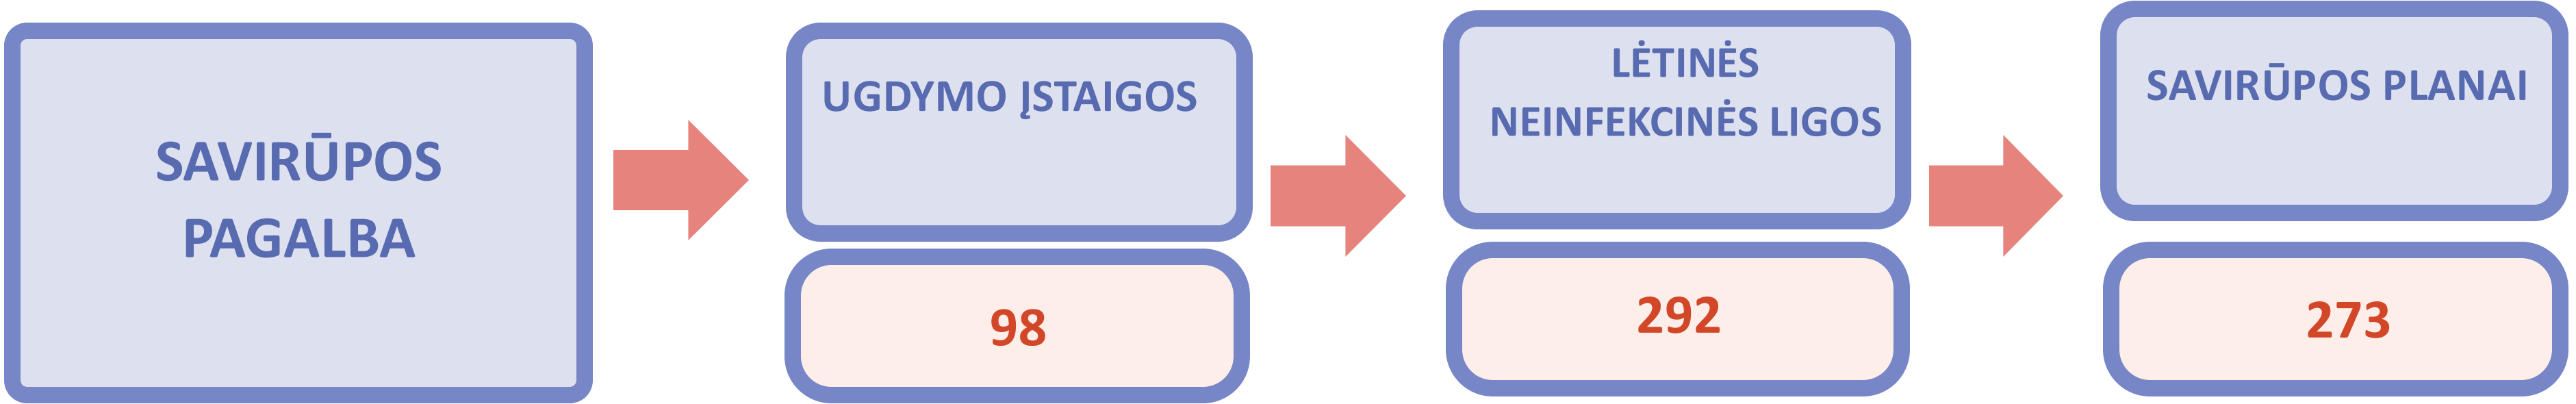 SAVIRŪPOS
PAGALBA
UGDYMO ĮSTAIGOS
98
LĖTINĖS
NEINFEKCINĖS LIGOS
292
SAVIRŪPOS PLANAI
273